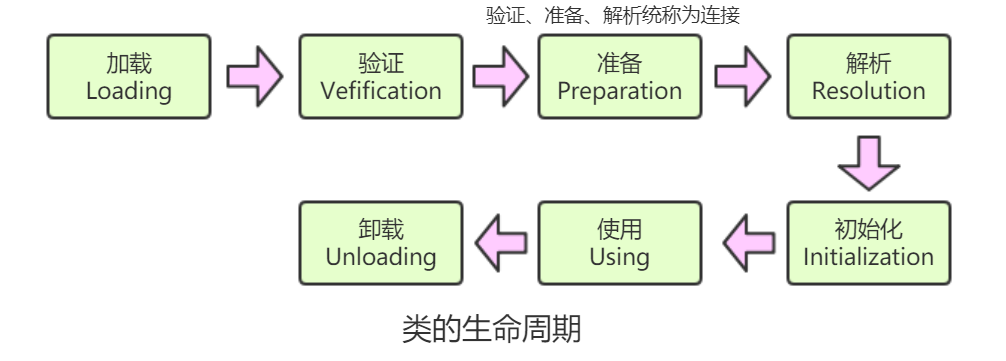 验证、准备、解析统称为连接
加载
Loading
验证
Vefification
准备
Preparation
解析
Resolution
卸载
Unloading
使用
Using
初始化
Initialization
类的生命周期